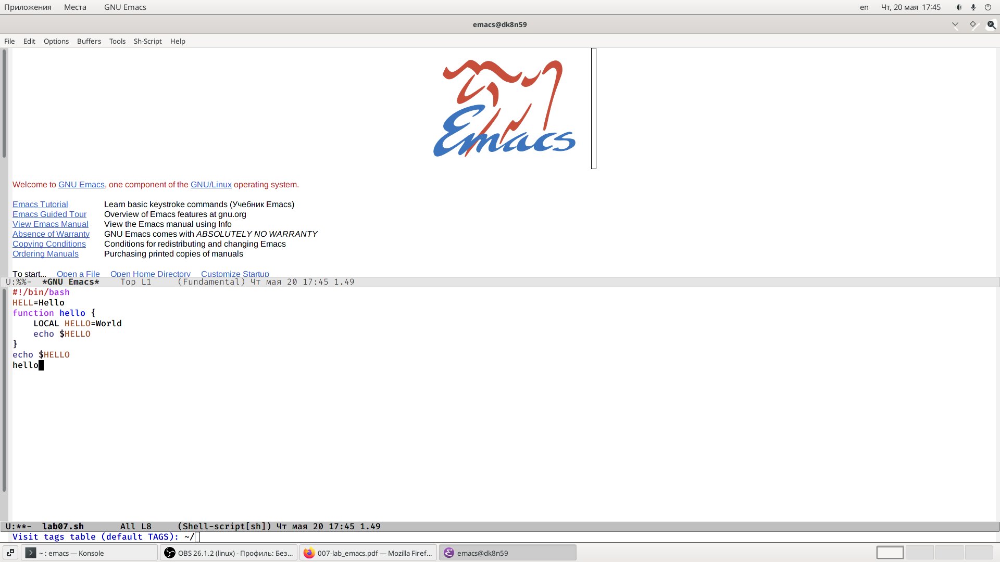 Приложения Места GNU Emacs en Чт, 20 мая 17:45
emacs@dk8n59
File Edit Options Buffers Tools Sh-Script Help
Emacs
Welcome to GNU Emacs, one component of the GNU/Linux operating system.
Emacs Tutorial Learn basic keystroke commands (Учебник Emacs)
Emacs Guided Tour Overview of Emacs features at gnu.org
View Emacs Manual View the Emacs manual using Info
Absence of Warranty GNU Emacs comes with ABSOLUTELY NO WARRANTY
Copying Conditions Conditions for redistributing and changing Emacs
Ordering Manuals Purchasing printed copies of manuals
To start... Open a File Open Home Directory Customize Startup
U:%%- *GNU Emacs* Top L1 (Fundamental) Чт мая 20 17:45 1.49
#!/bin/bash
HELL=Hello
function hello {
LOCAL HELLO=World
echo $HELLO
}
echo $HELLO
hello
U:**- lab07.sh All L8 (Shell-script[sh]) Чт мая 20 17:45 1.49
Visit tags table (default TAGS): ~/
~ : emacs — Konsole OBS 26.1.2 (linux) - Профиль: Без... 007-lab_emacs.pdf — Mozilla Firef... emacs@dk8n59